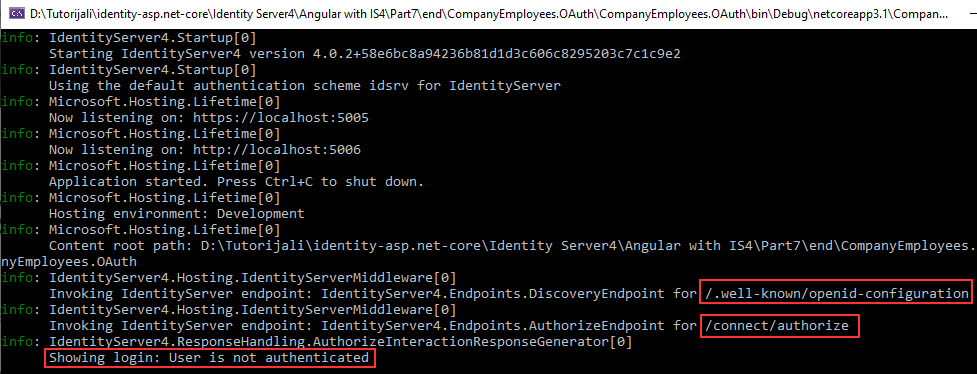 D:\Tutorijali\identity-asp.net-core\Identity Server4\Angular with IS4\Part7\end\CompanyEmployees.OAuth\CompanyEmployees.OAuth\bin\Debug\netcoreapp3.1\Compan...
info: IdentityServer4.Startup[0]
Starting IdentityServer4 version 4.0.2+58e6bc8a94236b81d1d3c606c8295203c7c1c9e2
info: IdentityServer4.Startup[0]
Using the default authentication scheme idsrv for IdentityServer
info: Microsoft.Hosting.Lifetime[0]
Now listening on: https://localhost:5005
info: Microsoft.Hosting.Lifetime[0]
Now listening on: http://localhost:5006
info: Microsoft.Hosting.Lifetime[0]
Application started. Press Ctrl+C to shut down.
info: Microsoft.Hosting.Lifetime[0]
Hosting environment: Development
info: Microsoft.Hosting.Lifetime[0]
Content root path: D:\Tutorijali\identity-asp.net-core\Identity Server4\Angular with IS4\Part7\end\CompanyEmployees.
nyEmployees.OAuth
info: IdentityServer4.Hosting.IdentityServerMiddleware[0]
Invoking IdentityServer endpoint: IdentityServer4.Endpoints.DiscoveryEndpoint for /.well-known/openid-configuration
info: IdentityServer4.Hosting.IdentityServerMiddleware[0]
Invoking IdentityServer endpoint: IdentityServer4.Endpoints.AuthorizeEndpoint for /connect/authorize
info: IdentityServer4.ResponseHandling.AuthorizeInteractionResponseGenerator[0]
Showing login: User is not authenticated